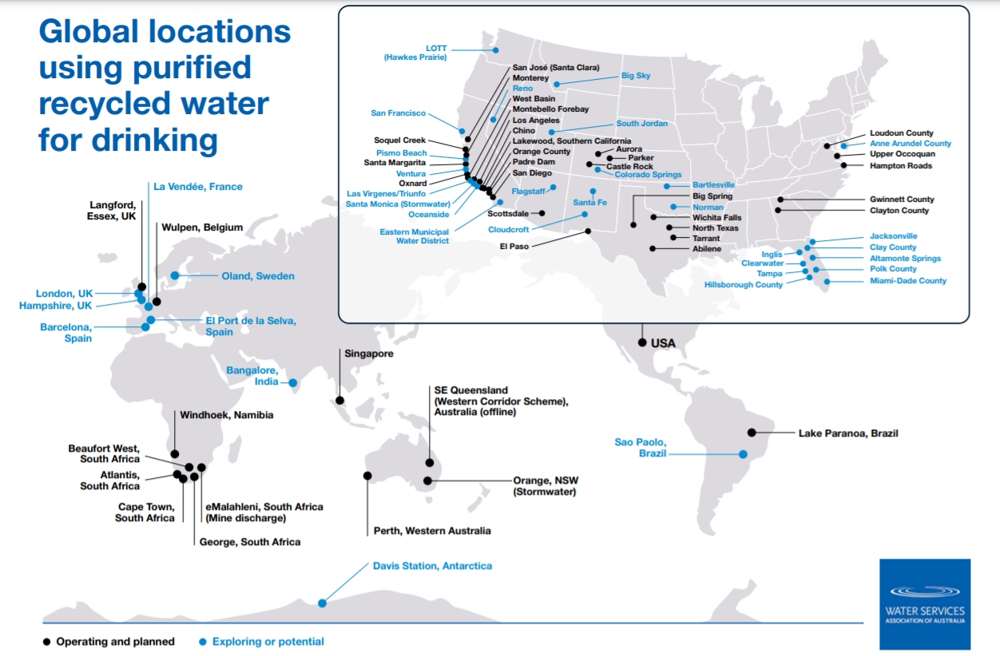 Global locations
using purified
recycled water
for drinking
LOTT
(Hawkes Prairie)
San José (Santa Clara)
Monterey
Reno
West Basin
Montebello Forebay
Los Angeles
Chino
Lakewood, Southern California
Orange County
Padre Dam
San Diego
Big Sky
South Jordan
San Francisco
Soquel Creek
Pismo Beach
Santa Margarita
Ventura
Oxnard
Las Virgenes/Triunfo
Santa Monica (Stormwater)
Oceanside
Eastern Municipal
Water District
Aurora
Parker
Castle Rock
Colorado Springs
Flagstaff
Santa Fe
Scottsdale
Cloudcroft
El Paso
Bartlesville
Big Spring
Norman
Wichita Falls
North Texas
Tarrant
Abilene
Loudoun County
Anne Arundel County
Upper Occoquan
Hampton Roads
Gwinnett County
Clayton County
Jacksonville
Clay County
Altamonte Springs
Polk County
Miami-Dade County
Inglis
Clearwater
Tampa
Hillsborough County
La Vendée, France
Langford,
Essex, UK
Wulpen, Belgium
Oland, Sweden
London, UK
Hampshire, UK
Barcelona,
Spain
El Port de la Selva,
Spain
USA
Singapore
Bangalore,
India
SE Queensland
(Western Corridor Scheme),
Australia (offline)
Windhoek, Namibia
Beaufort West,
South Africa
Atlantis,
South Africa
Cape Town,
South Africa
eMalahleni, South Africa
(Mine discharge)
George, South Africa
Orange, NSW
(Stormwater)
Perth, Western Australia
Lake Paranoa, Brazil
Sao Paolo,
Brazil
Davis Station, Antarctica
Operating and planned
Exploring or potential
WATER SERVICES
ASSOCIATION OF AUSTRALIA